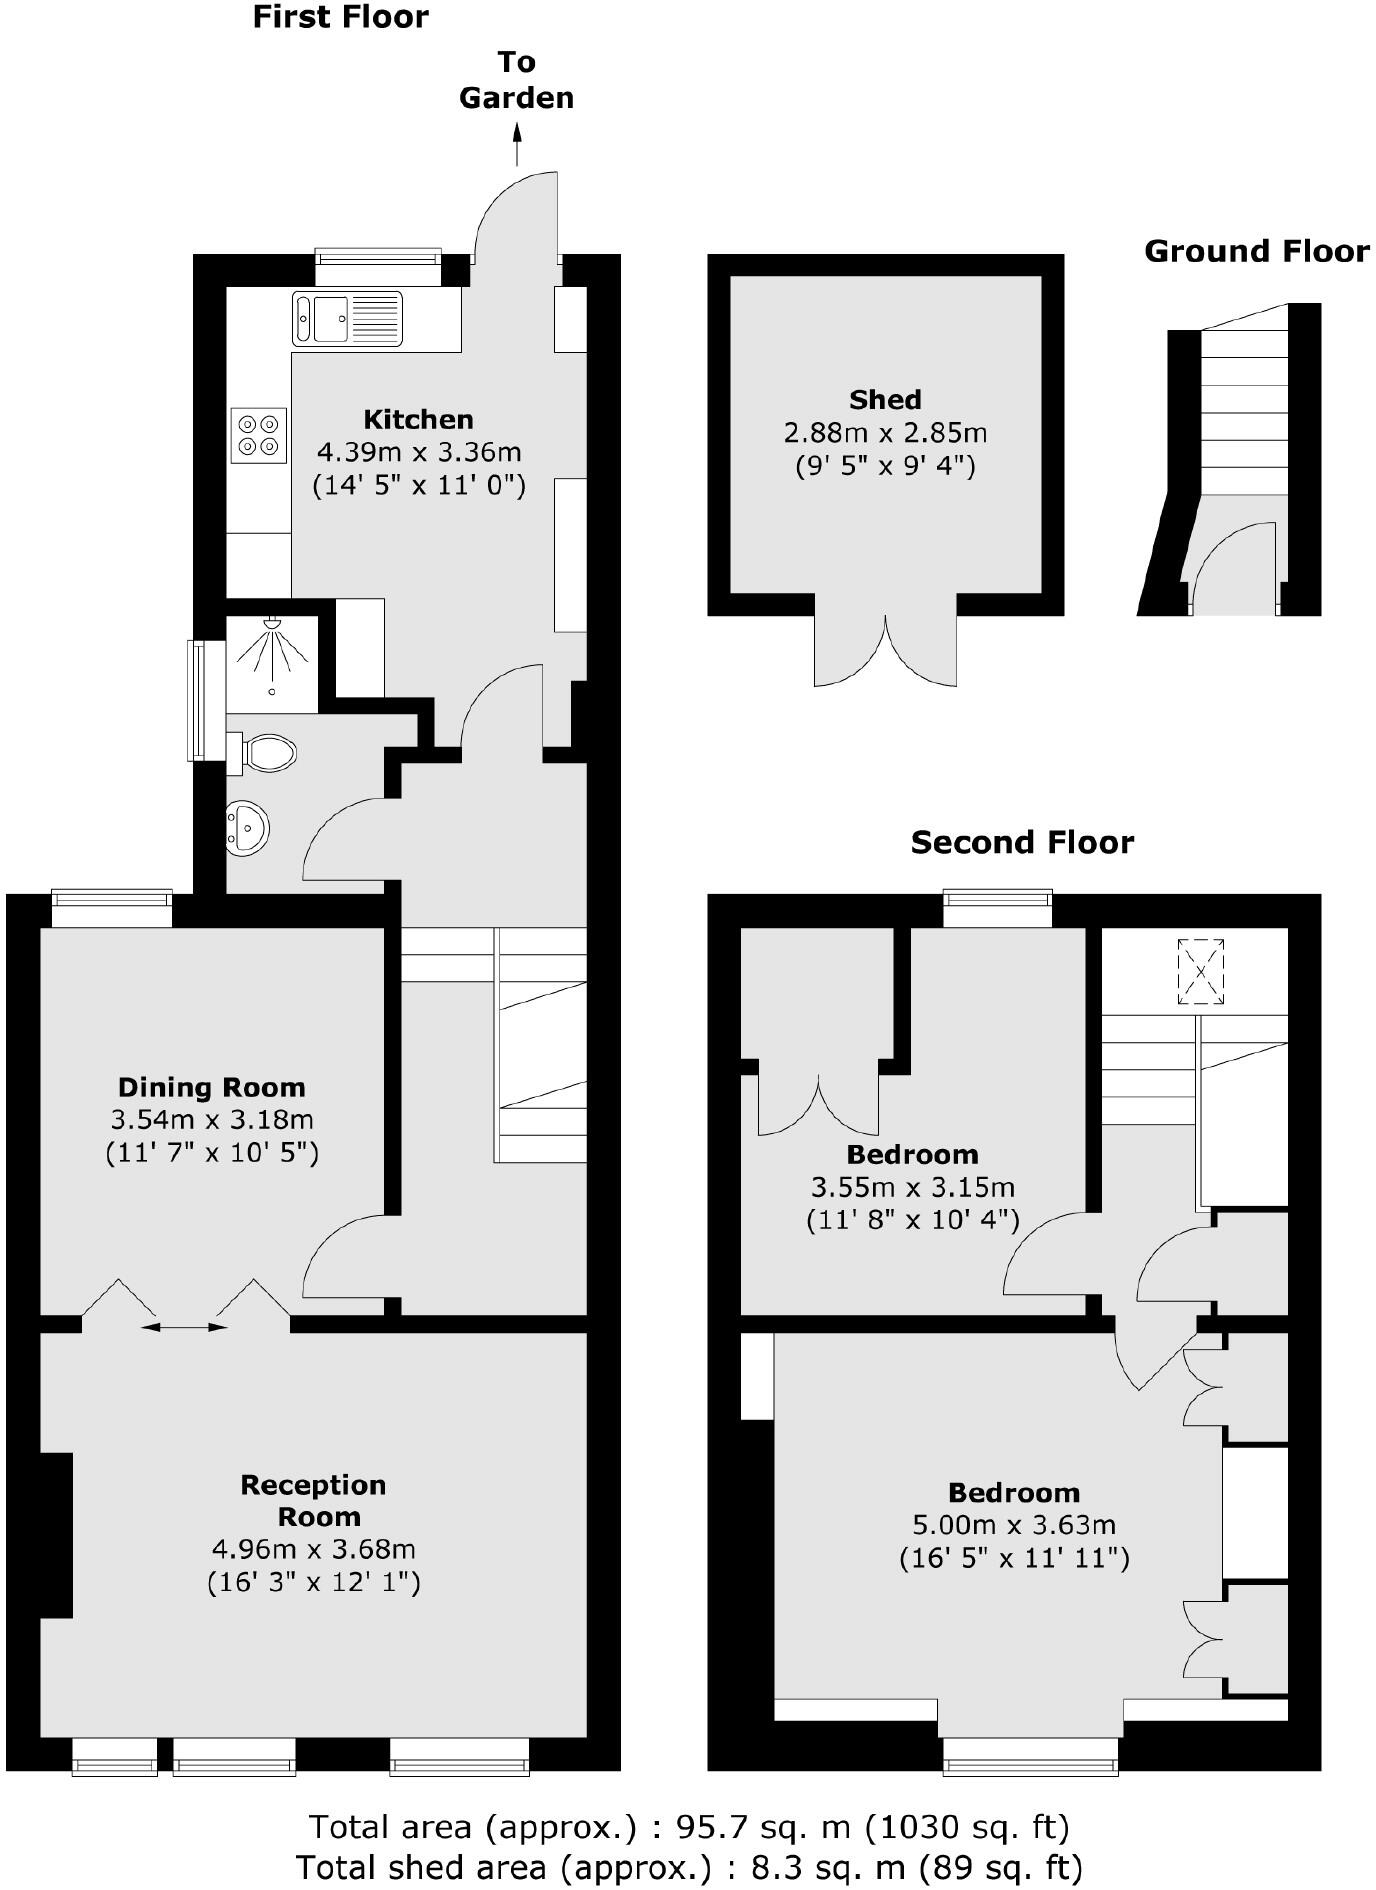 First Floor
To
Garden
Kitchen
4.39m x 3.36m
(14' 5" x 11' 0")
Dining Room
3.54m x 3.18m
(11' 7" x 10' 5")
Reception
Room
4.96m x 3.68m
(16' 3" x 12' 1")
Shed
2.88m x 2.85m
(9' 5" x 9' 4")
Ground Floor
Second Floor
Bedroom
3.55m x 3.15m
(11' 8" x 10' 4")
Bedroom
5.00m x 3.63m
(16' 5" x 11' 11")
Total area (approx.) : 95.7 sq. m (1030 sq. ft)
Total shed area (approx.) : 8.3 sq. m (89 sq. ft)